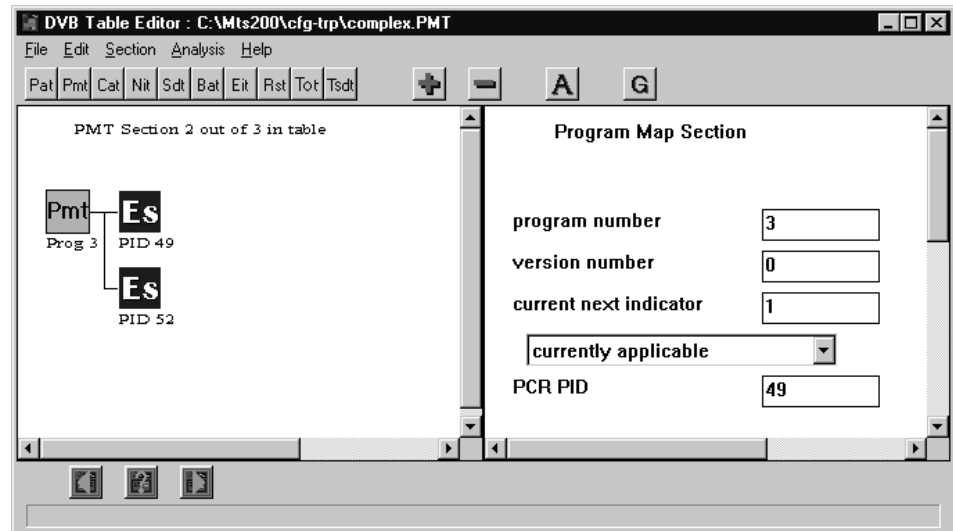 DVB Table Editor : C:\Mts200\cfg-trp\complex.PMT
File Edit Section Analysis Help
Pat Pmt Cat Nit Sdt Bat Eit Rst Tot Tsdt A G
PMT Section 2 out of 3 in table
Pmt Es
Prog 3 PID 49
Es
PID 52
Program Map Section
program number 3
version number 0
current next indicator 1
currently applicable
PCR PID 49